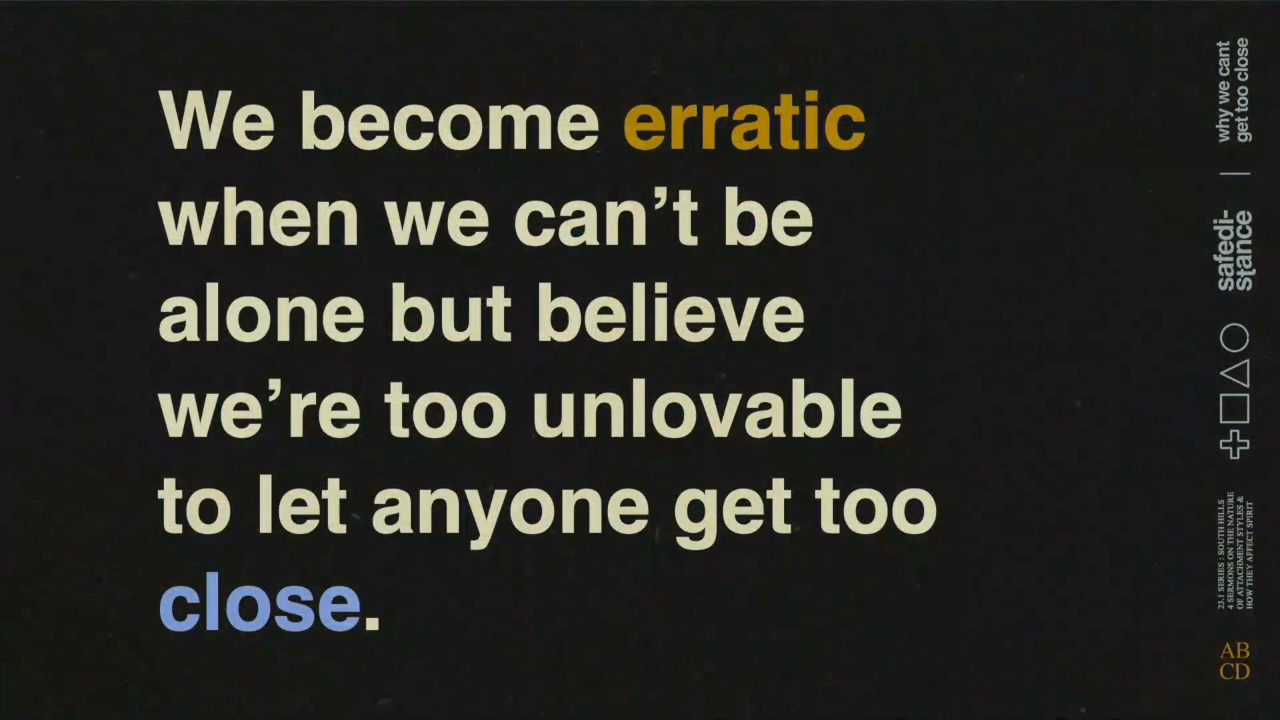 We become erratic
when we can’t be
alone but believe
we’re too unlovable
to let anyone get too
close.
why we cant
get too close
|
safedi-
stance
23.1 SERIES : SOUTH HILLS
4 SERMONS ON THE NATURE
OF ATTACHMENT STYLES &
HOW THEY AFFECT SPIRIT
AB
CD